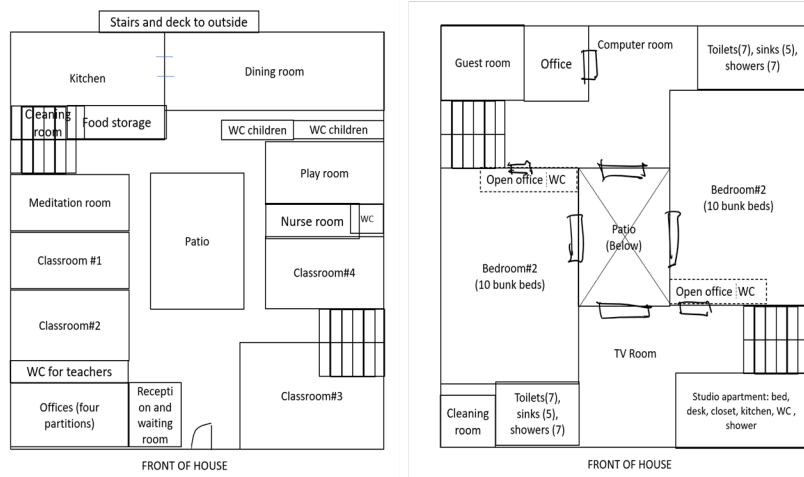 Stairs and deck to outside
Kitchen
Dining room
Cleaning
room
Food storage
WC children
WC children
Play room
Meditation room
Nurse room
WC
Patio
Classroom #1
Classroom#4
Classroom#2
WC for teachers
Classroom#3
Offices (four
partitions)
Recepti
on and
waiting
room
FRONT OF HOUSE
Guest room
Office
Computer room
Toilets(7), sinks (5),
showers (7)
Open office
WC
Bedroom#2
(10 bunk beds)
Patio
(Below)
Bedroom#2
(10 bunk beds)
Open office
WC
TV Room
Cleaning
room
Toilets(7),
sinks (5),
showers (7)
Studio apartment: bed,
desk, closet, kitchen, WC ,
shower
FRONT OF HOUSE